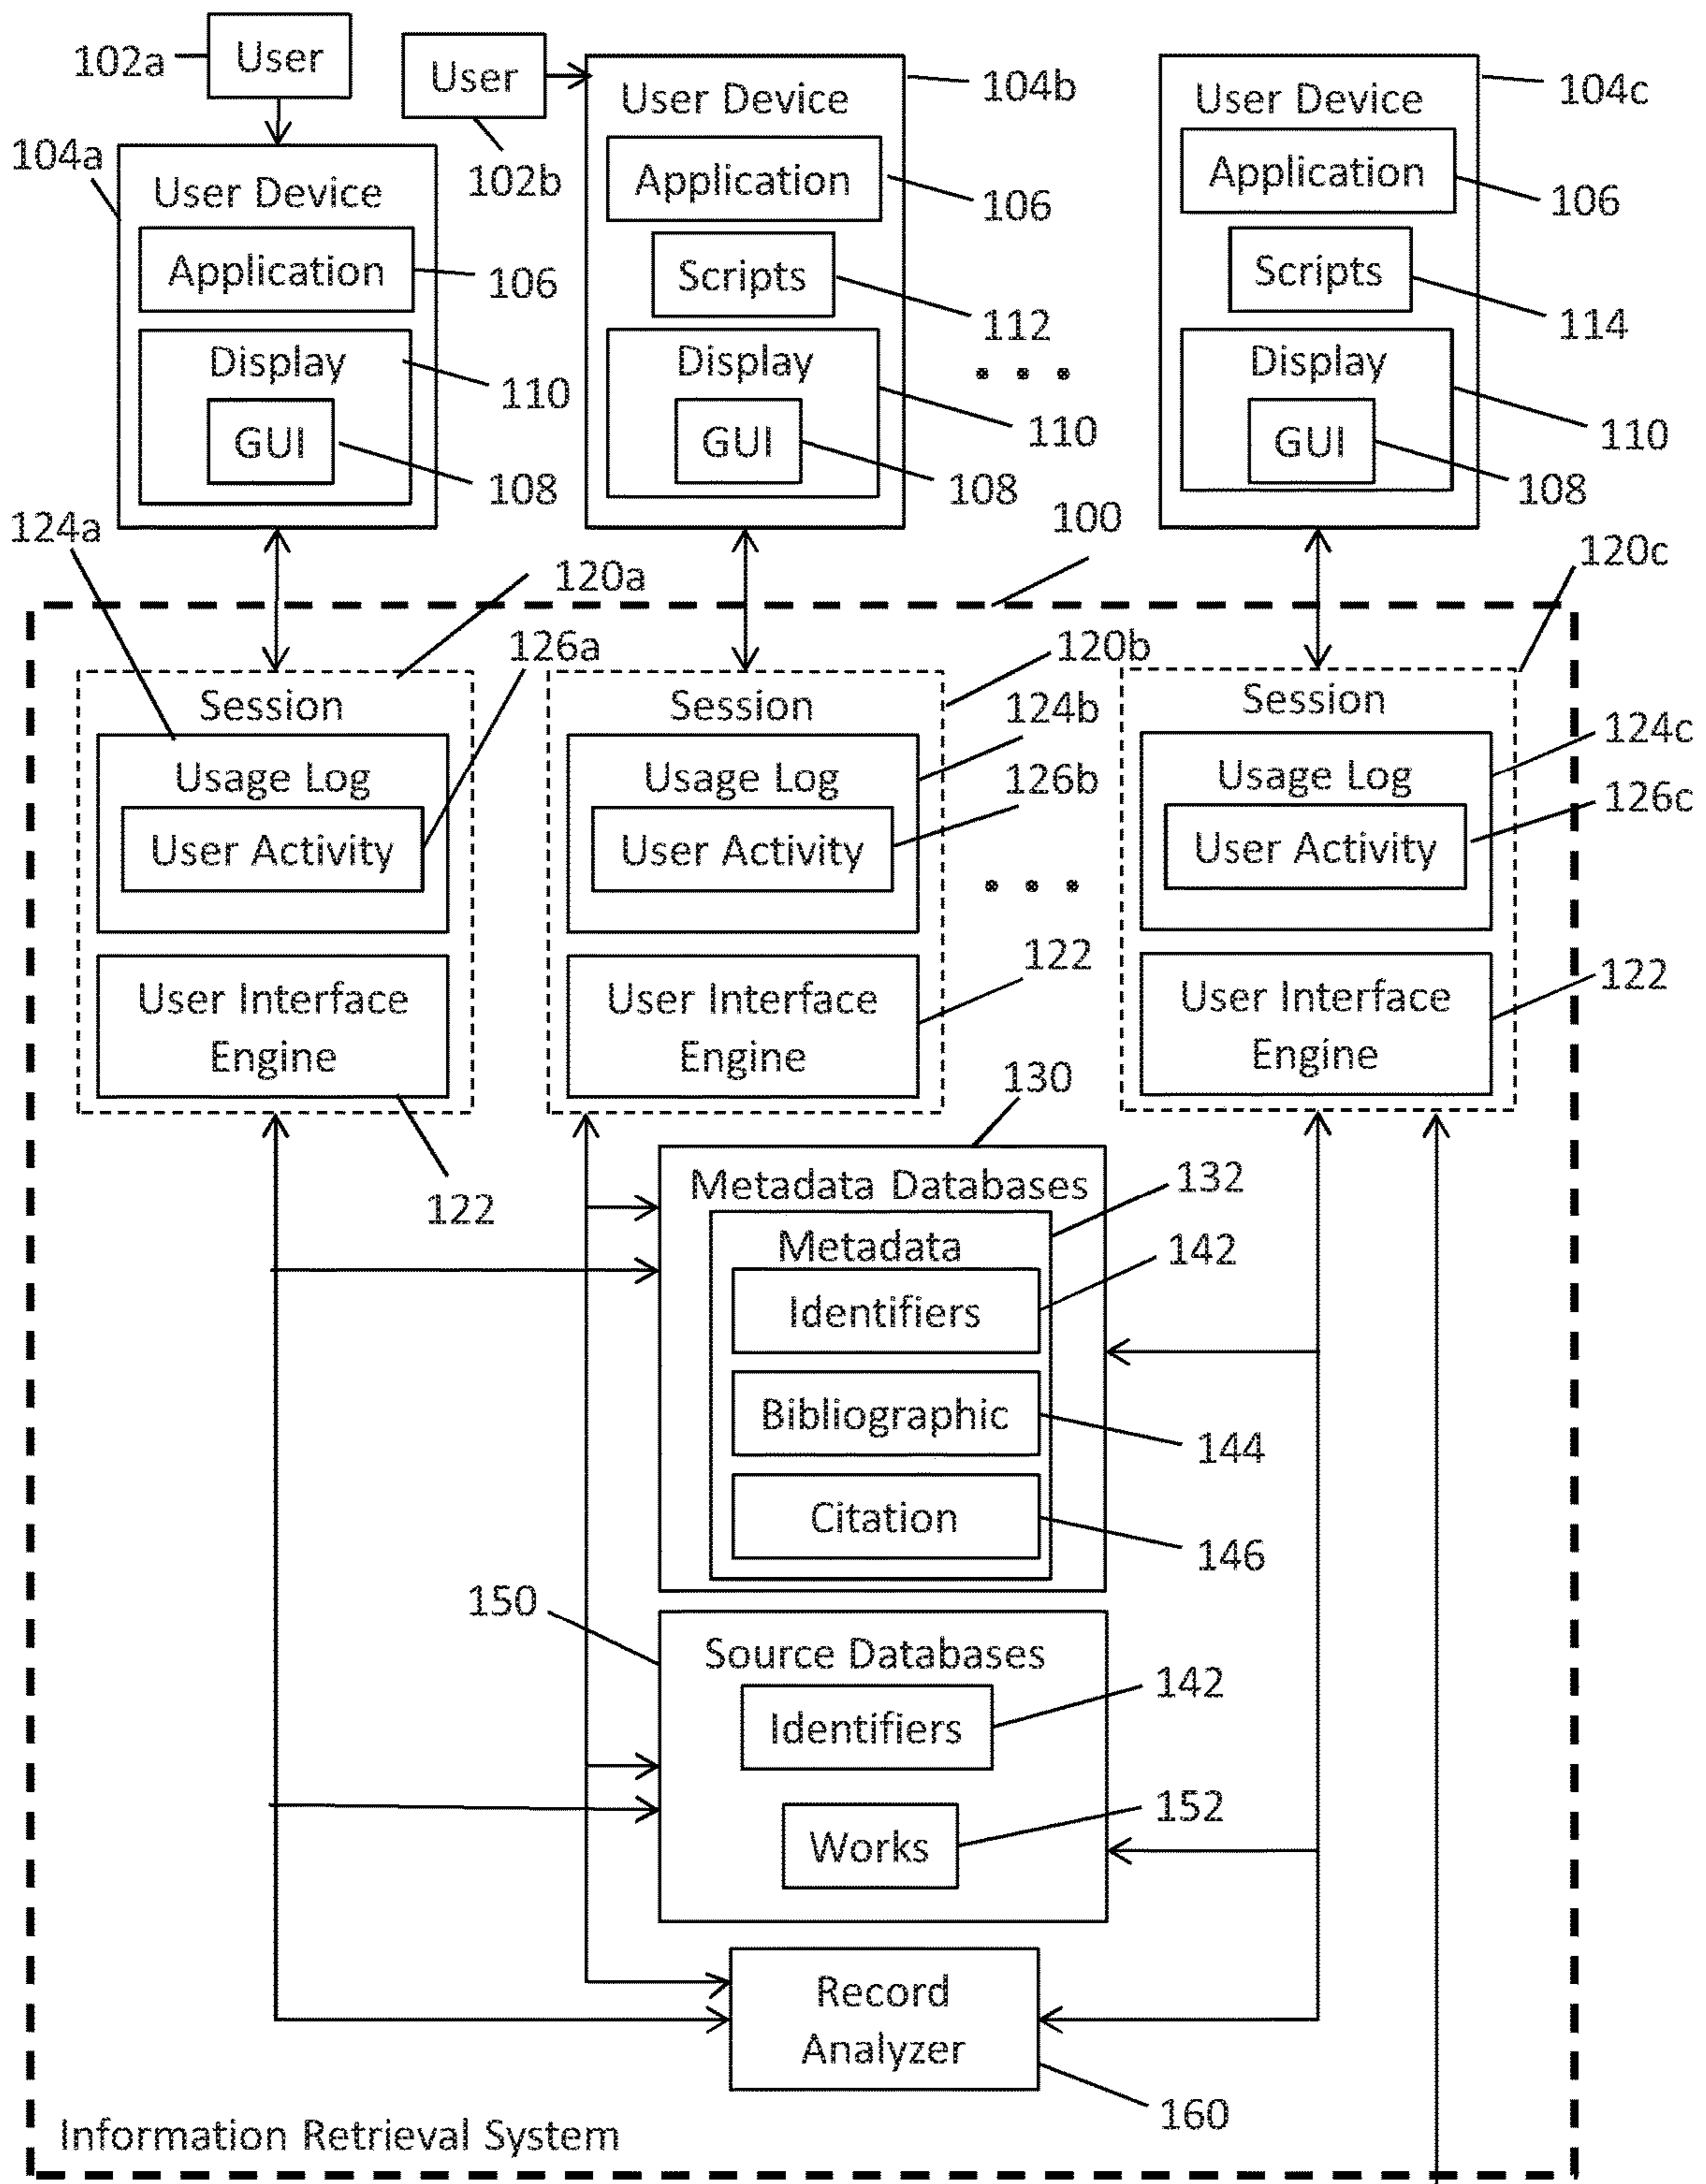 102a
User
User
102b
104a
User Device
Application
106
Display
110
GUI
108
User Device
104b
Application
106
Scripts
112
Display
110
GUI
108
User Device
104c
Application
106
Scripts
114
Display
110
GUI
108
100
124a
120a
126a
Session
Usage Log
User Activity
User Interface
Engine
122
120b
Session
124b
Usage Log
126b
User Activity
122
User Interface
Engine
120c
Session
124c
Usage Log
126c
User Activity
122
User Interface
Engine
130
Metadata Databases
132
Metadata
142
Identifiers
Bibliographic
144
Citation
146
150
Source Databases
142
Identifiers
152
Works
Record
Analyzer
160
Information Retrieval System